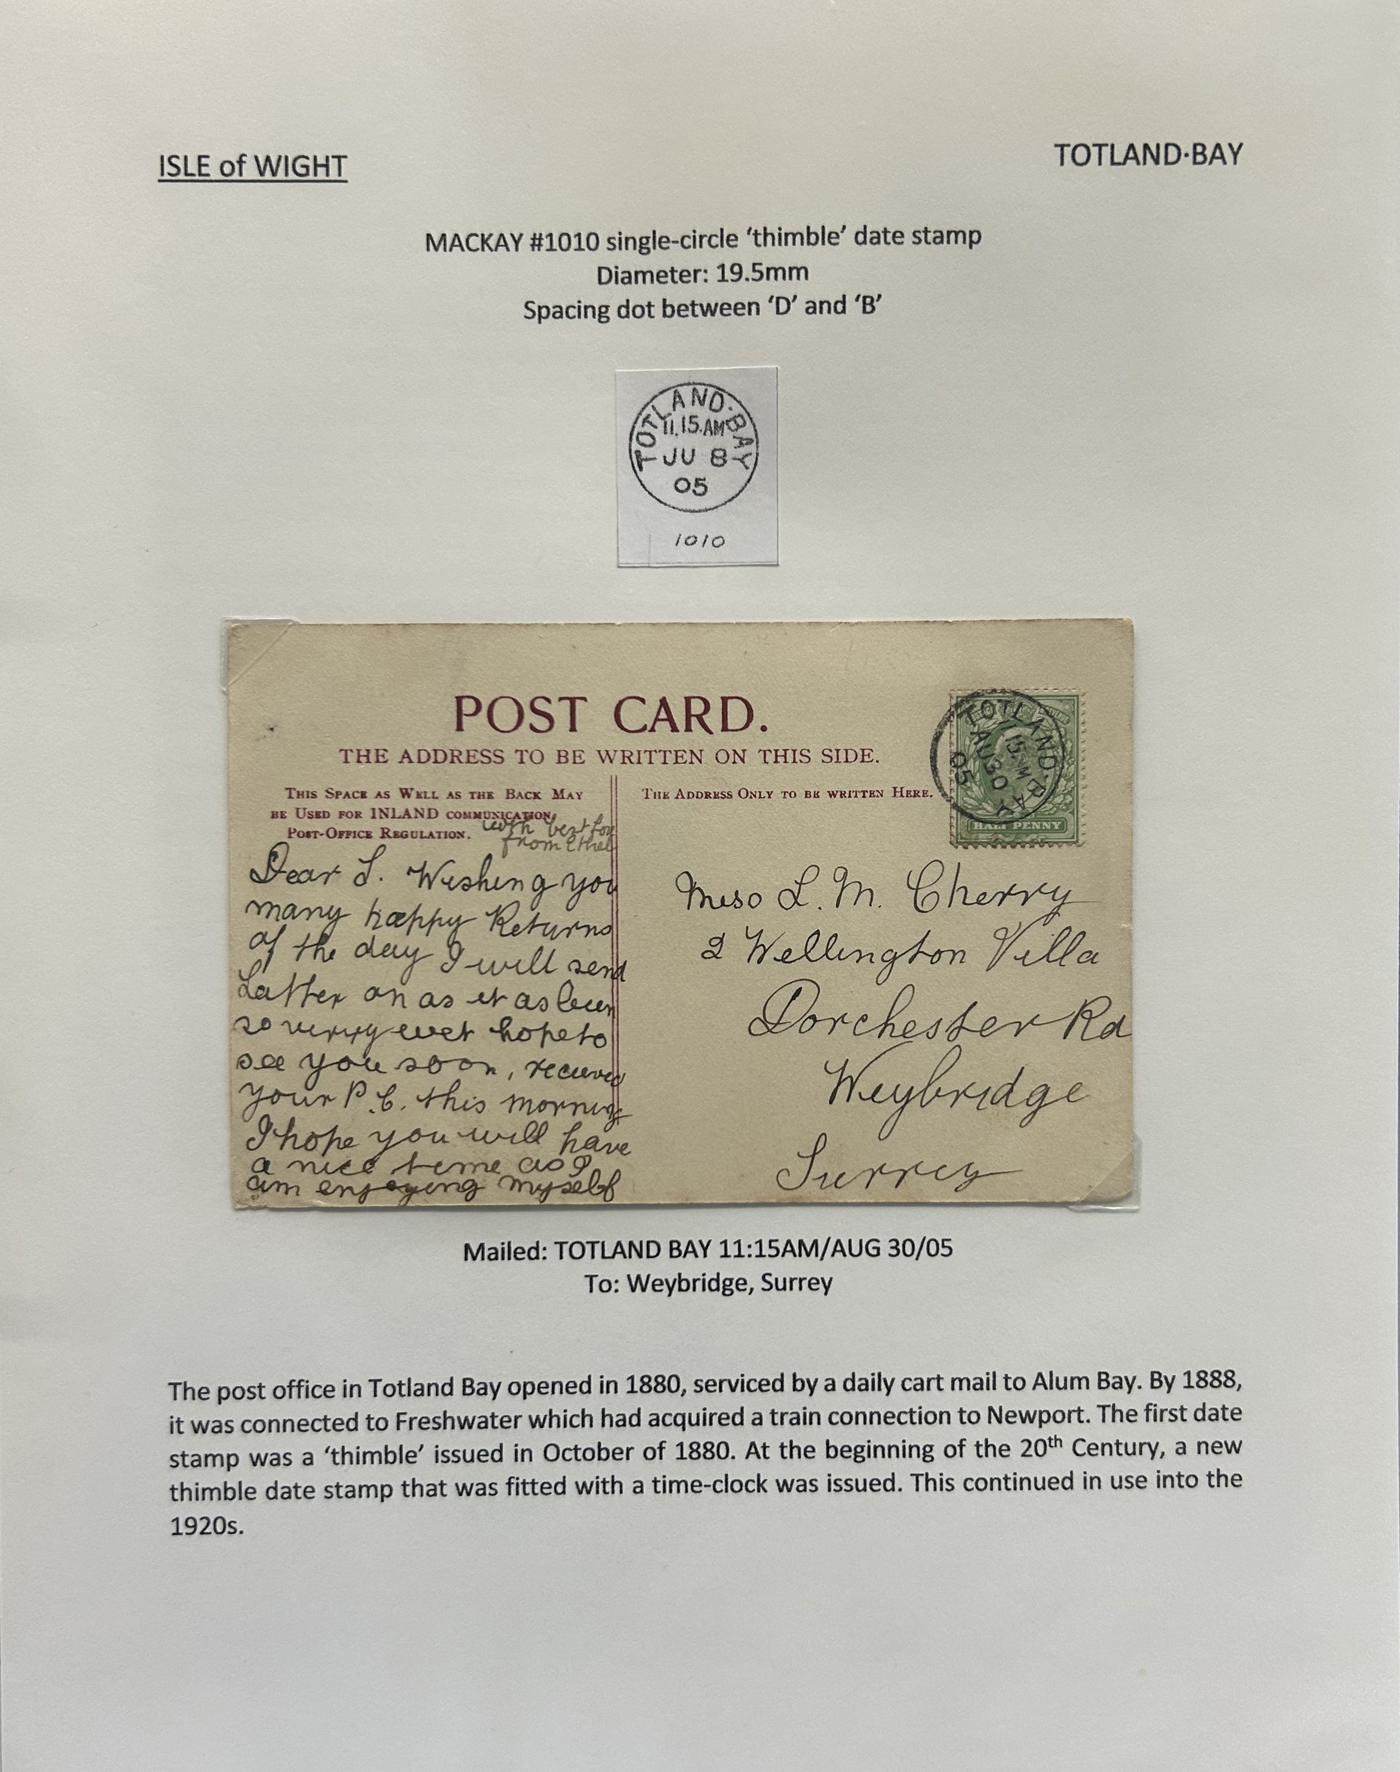 ISLE of WIGHT
TOTLAND·BAY
MACKAY #1010 single-circle ‘thimble’ date stamp
Diameter: 19.5mm
Spacing dot between ‘D’ and ‘B’
TOTLAND·BAY
11.15.AM
JU 8
05
1010
POST CARD.
THE ADDRESS TO BE WRITTEN ON THIS SIDE.
THIS SPACE AS WELL AS THE BACK MAY
BE USED FOR INLAND COMMUNICATION.
POST-OFFICE REGULATION.
THE ADDRESS ONLY TO BE WRITTEN HERE.
TOTLAND·BAY
15 M
AU 30
05
HALF PENNY
with best
from Ethel
Dear L. Wishing you
many happy Returns
of the day I will send
Latter on as it as been
so verry wet hope to
see you soon, recieved
your P.C. this morning
I hope you will have
a nice time as I
am enjoying myself
Miss L. M. Cherry
2 Wellington Villa
Dorchester Rd
Weybridge
Surrey
Mailed: TOTLAND BAY 11:15AM/AUG 30/05
To: Weybridge, Surrey
The post office in Totland Bay opened in 1880, serviced by a daily cart mail to Alum Bay. By 1888,
it was connected to Freshwater which had acquired a train connection to Newport. The first date
stamp was a ‘thimble’ issued in October of 1880. At the beginning of the 20th Century, a new
thimble date stamp that was fitted with a time-clock was issued. This continued in use into the
1920s.